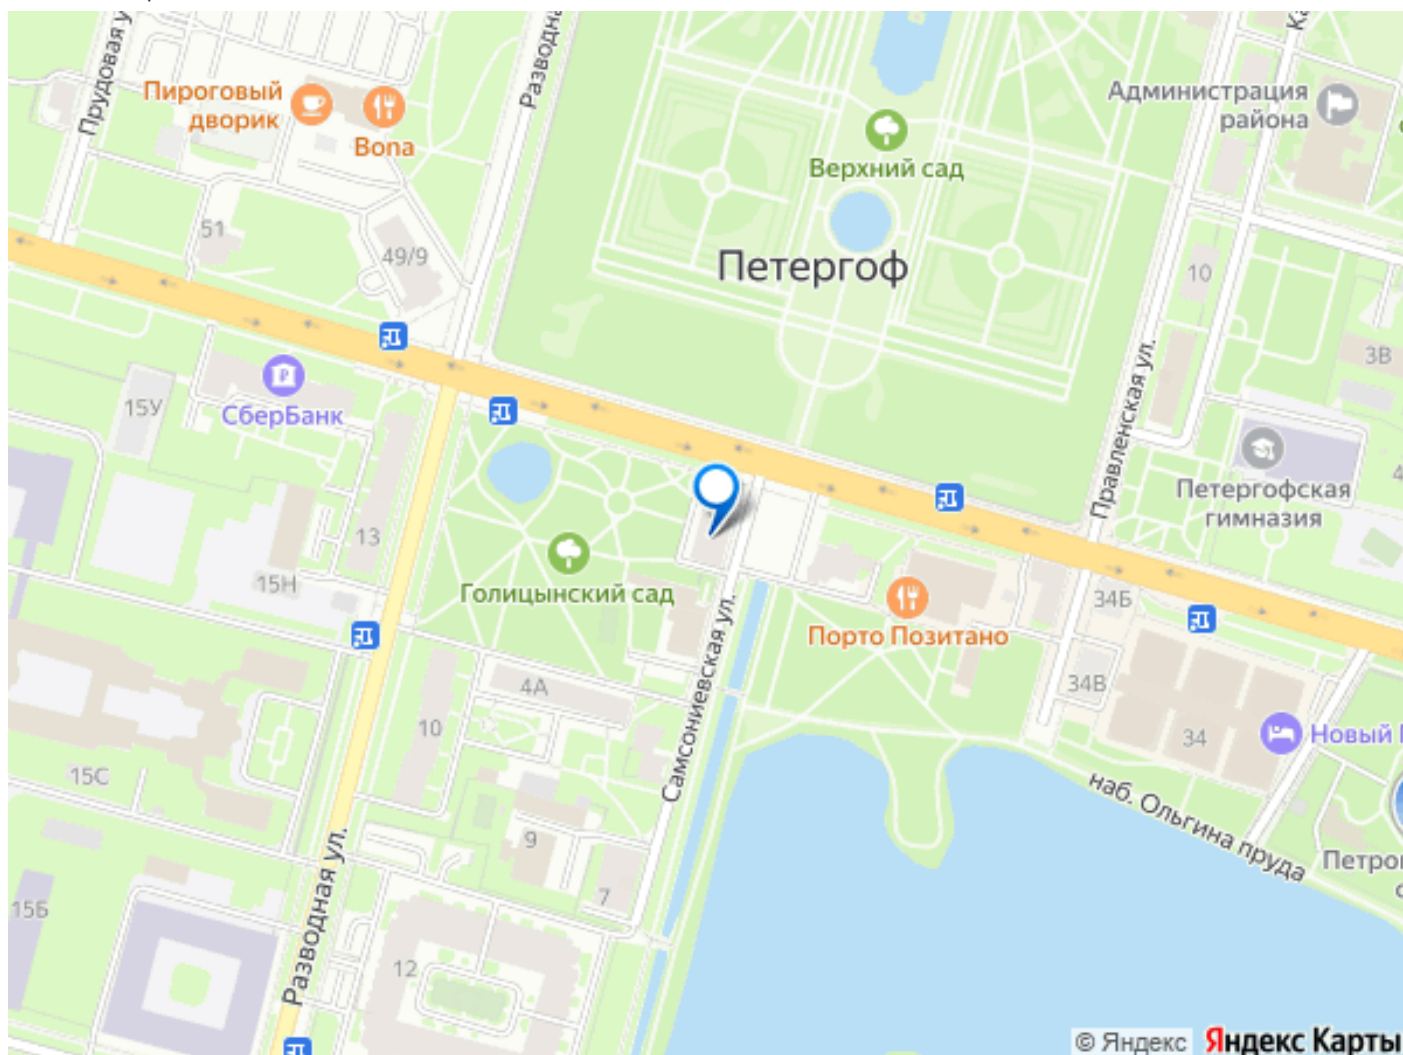 Прудовая у
Разводна
Ка
Пироговый
дворик
Bona
Администрация
района
Верхний сад
51
49/9
Петергоф
10
3В
15У
СберБанк
Правленская ул.
4
Петергофская
гимназия
13
15Н
Голицынский сад
Порто Позитано
34Б
34В
4А
10
Самсониевская ул.
34
Новый
15С
наб. Ольгина пруда
9
Разводная ул.
7
Петро
с
15Б
12
© Яндекс Яндекс Карты